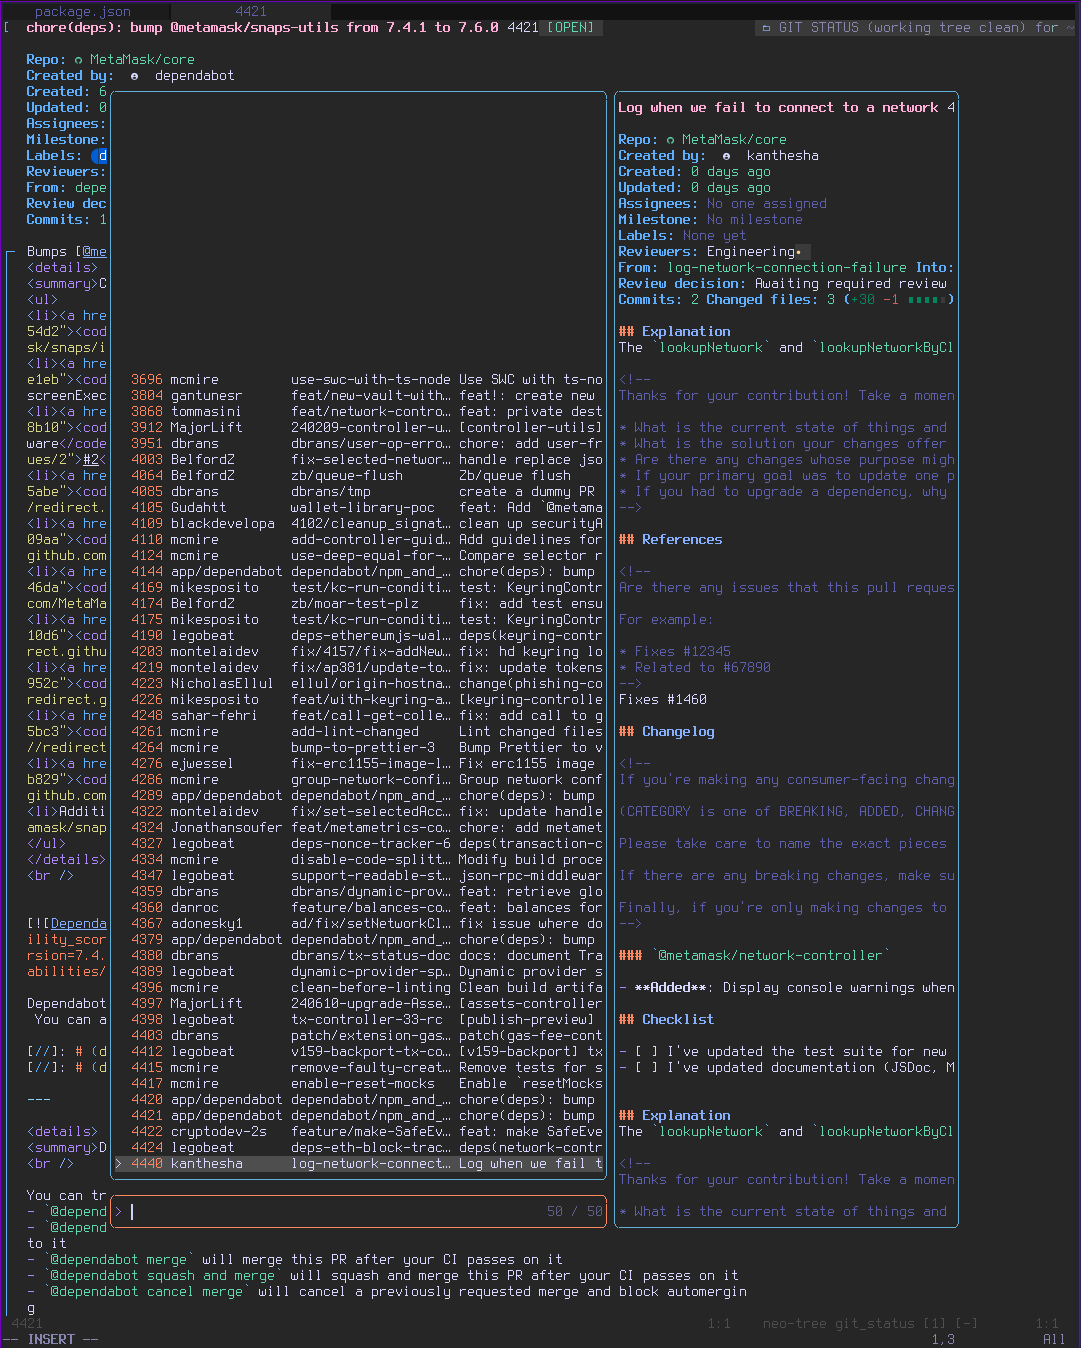 package.json 4421
[ chore(deps): bump @metamask/snaps-utils from 7.4.1 to 7.6.0 4421 [OPEN]
GIT STATUS (working tree clean) for ~
Repo: MetaMask/core
Created by: dependabot
Created: 6
Updated: 0
Assignees:
Milestone:
Labels: d
Reviewers:
From: depe
Review dec
Commits: 1
Bumps [@me
<details>
<summary>C
<ul>
<li><a hre
54d2"><cod
sk/snaps/i
<li><a hre
e1eb"><cod
screenExec
<li><a hre
8b10"><cod
ware</code
ues/2">#2<
<li><a hre
5abe"><cod
/redirect.
<li><a hre
09aa"><cod
github.com
<li><a hre
46da"><cod
com/MetaMa
<li><a hre
10d6"><cod
rect.githu
<li><a hre
952c"><cod
redirect.g
<li><a hre
5bc3"><cod
//redirect
<li><a hre
b829"><cod
github.com
<li>Additi
amask/snap
</ul>
</details>
<br />
[![Dependa
ility_scor
rsion=7.4.
abilities/
Dependabot
You can a
[//]: # (d
[//]: # (d
---
<details>
<summary>D
<br />
You can tr
- `@depend
- `@depend
to it
- `@dependabot merge` will merge this PR after your CI passes on it
- `@dependabot squash and merge` will squash and merge this PR after your CI passes on it
- `@dependabot cancel merge` will cancel a previously requested merge and block automergin
g
3696 mcmire use-swc-with-ts-node Use SWC with ts-no
3804 gantunesr feat/new-vault-with… feat!: create new
3868 tommasini feat/network-contro… feat: private dest
3912 MajorLift 240209-controller-u… [controller-utils]
3951 dbrans dbrans/user-op-erro… chore: add user-fr
4003 BelfordZ fix-selected-networ… handle replace jso
4064 BelfordZ zb/queue-flush Zb/queue flush
4085 dbrans dbrans/tmp create a dummy PR
4105 Gudahtt wallet-library-poc feat: Add `@metama
4109 blackdevelopa 4102/cleanup_signat… clean up securityA
4110 mcmire add-controller-guid… Add guidelines for
4124 mcmire use-deep-equal-for-… Compare selector r
4144 app/dependabot dependabot/npm_and_… chore(deps): bump
4169 mikesposito test/kc-run-conditi… test: KeyringContr
4174 BelfordZ zb/moar-test-plz fix: add test ensu
4175 mikesposito test/kc-run-conditi… test: KeyringContr
4190 legobeat deps-ethereumjs-wal… deps(keyring-contr
4203 montelaidev fix/4157/fix-addNew… fix: hd keyring lo
4219 montelaidev fix/ap381/update-to… fix: update tokens
4223 NicholasEllul ellul/origin-hostna… change(phishing-co
4226 mikesposito feat/with-keyring-a… [keyring-controlle
4248 sahar-fehri feat/call-get-colle… fix: add call to g
4261 mcmire add-lint-changed Lint changed files
4264 mcmire bump-to-prettier-3 Bump Prettier to v
4276 ejwessel fix-erc1155-image-l… Fix erc1155 image
4286 mcmire group-network-confi… Group network conf
4289 app/dependabot dependabot/npm_and_… chore(deps): bump
4322 montelaidev fix/set-selectedAcc… fix: update handle
4324 Jonathansoufer feat/metametrics-co… chore: add metamet
4327 legobeat deps-nonce-tracker-6 deps(transaction-c
4334 mcmire disable-code-splitt… Modify build proce
4347 legobeat support-readable-st… json-rpc-middlewar
4359 dbrans dbrans/dynamic-prov… feat: retrieve glo
4360 danroc feature/balances-co… feat: balances for
4367 adonesky1 ad/fix/setNetworkCl… fix issue where do
4379 app/dependabot dependabot/npm_and_… chore(deps): bump
4380 dbrans dbrans/tx-status-doc docs: document Tra
4389 legobeat dynamic-provider-sp… Dynamic provider s
4396 mcmire clean-before-linting Clean build artifa
4397 MajorLift 240610-upgrade-Asse… [assets-controller
4398 legobeat tx-controller-33-rc [publish-preview]
4403 dbrans patch/extension-gas… patch(gas-fee-cont
4412 legobeat v159-backport-tx-co… [v159-backport] tx
4415 mcmire remove-faulty-creat… Remove tests for s
4417 mcmire enable-reset-mocks Enable `resetMocks
4420 app/dependabot dependabot/npm_and_… chore(deps): bump
4421 app/dependabot dependabot/npm_and_… chore(deps): bump
4422 cryptodev-2s feature/make-SafeEv… feat: make SafeEve
4424 legobeat deps-eth-block-trac… deps(network-contr
> 4440 kanthesha log-network-connect… Log when we fail t
> 50 / 50
Log when we fail to connect to a network 4
Repo: MetaMask/core
Created by: kanthesha
Created: 0 days ago
Updated: 0 days ago
Assignees: No one assigned
Milestone: No milestone
Labels: None yet
Reviewers: Engineering•
From: log-network-connection-failure Into:
Review decision: Awaiting required review
Commits: 2 Changed files: 3 (+30 -1 ■■■■■)
## Explanation
The `lookupNetwork` and `lookupNetworkByCl
<!--
Thanks for your contribution! Take a momen
* What is the current state of things and
* What is the solution your changes offer
* Are there any changes whose purpose migh
* If your primary goal was to update one p
* If you had to upgrade a dependency, why
-->
## References
<!--
Are there any issues that this pull reques
For example:
* Fixes #12345
* Related to #67890
-->
Fixes #1460
## Changelog
<!--
If you're making any consumer-facing chang
(CATEGORY is one of BREAKING, ADDED, CHANG
Please take care to name the exact pieces
If there are any breaking changes, make su
Finally, if you're only making changes to
-->
### `@metamask/network-controller`
- **Added**: Display console warnings when
## Checklist
- [ ] I've updated the test suite for new
- [ ] I've updated documentation (JSDoc, M
## Explanation
The `lookupNetwork` and `lookupNetworkByCl
<!--
Thanks for your contribution! Take a momen
* What is the current state of things and
4421 1:1 neo-tree git_status [1] [-] 1:1
-- INSERT -- 1,3 All